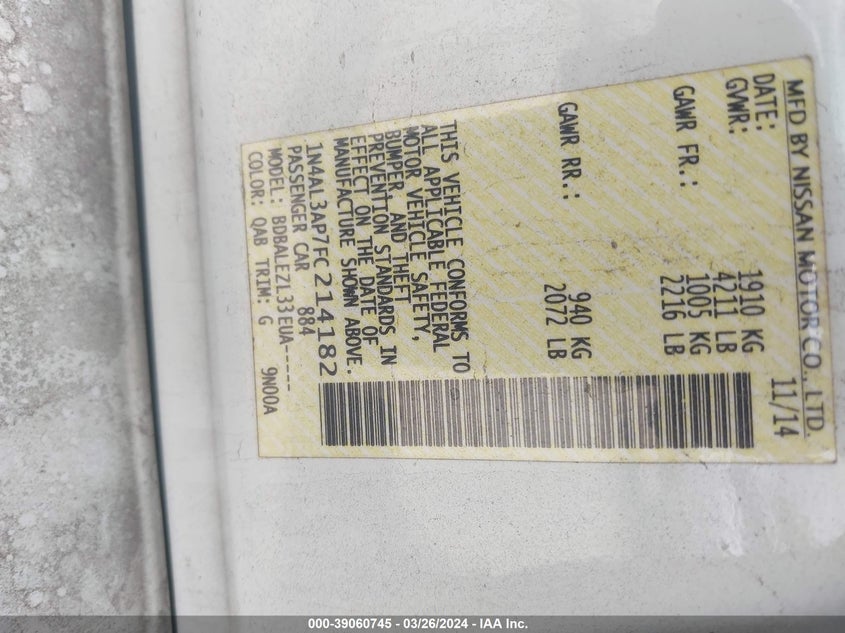 MFD BY NISSAN MOTOR CO., LTD.
DATE: 11/14
GVWR: 1910 KG
4211 LB
GAWR FR.: 1005 KG
2216 LB
GAWR RR.: 940 KG
2072 LB
THIS VEHICLE CONFORMS TO
ALL APPLICABLE FEDERAL
MOTOR VEHICLE SAFETY,
BUMPER, AND THEFT
PREVENTION STANDARDS IN
EFFECT ON THE DATE OF
MANUFACTURE SHOWN ABOVE.
1N4AL3AP7FC214182
PASSENGER CAR 884
MODEL: BDBALEZL33EUA-----
COLOR: QAB TRIM: G 9N00A
000-39060745 - 03/26/2024 - IAA Inc.